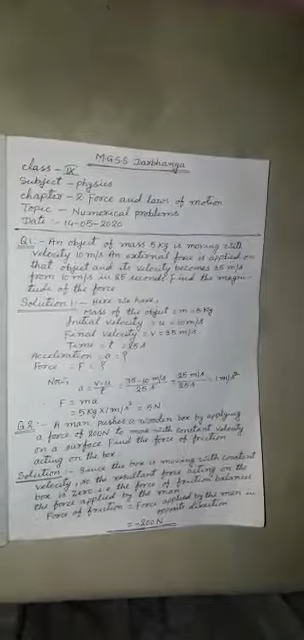 MGSS Darbhanga
class - IX
Subject - physics
chapter - 2 Force and laws of motion
Topic - Numerical problems
Date :- 14-05-2020
Q1:- An object of mass 5 kg is moving with
velocity 10 m/s An external force is applied on
that object and its velocity becomes 35 m/s
from 10 m/s in 25 seconds Find the magni-
tude of the force
Solution :- Here we have,
Mass of the object = m = 5 kg
Initial velocity = u = 10 m/s
Final velocity = v = 35 m/s
Time = t = 25 s
Acceleration = a = ?
Force = F = ?
Now, a = v-u/t = 35-10 m/s / 25 s = 25 m/s / 25 s = 1 m/s²
F = ma
= 5 kg x 1 m/s² = 5N
Q2:- A man pushes a wooden box by applying
a force of 200N to move with constant velocity
on a surface Find the force of friction
acting on the box
Solution :- Since the box is moving with constant
velocity, so the resultant force acting on the
box is zero i.e the force of friction balances
the force applied by the man
Force of friction = Force applied by the man in
direction
= -200N